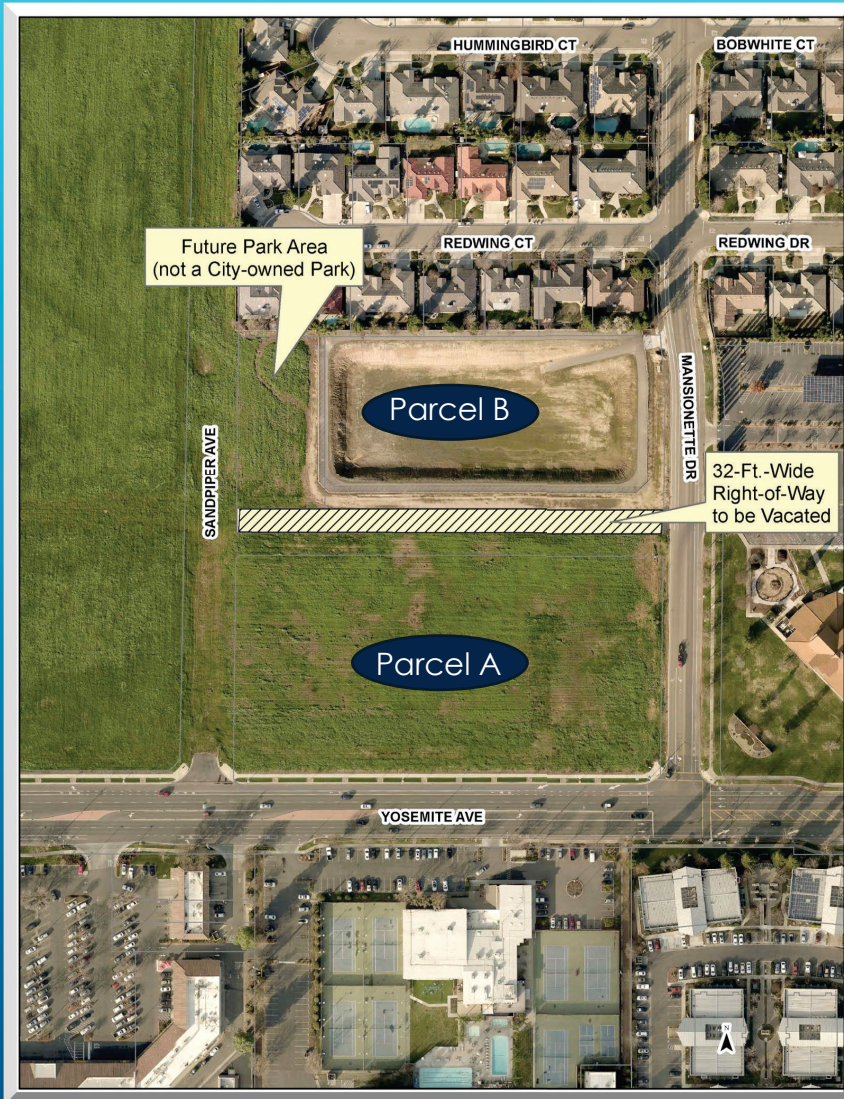 HUMMINGBIRD CT
BOBWHITE CT
REDWING CT
REDWING DR
Future Park Area
(not a City-owned Park)
Parcel B
MANSIONETTE DR
SANDPIPER AVE
32-Ft.-Wide
Right-of-Way
to be Vacated
Parcel A
YOSEMITE AVE
N